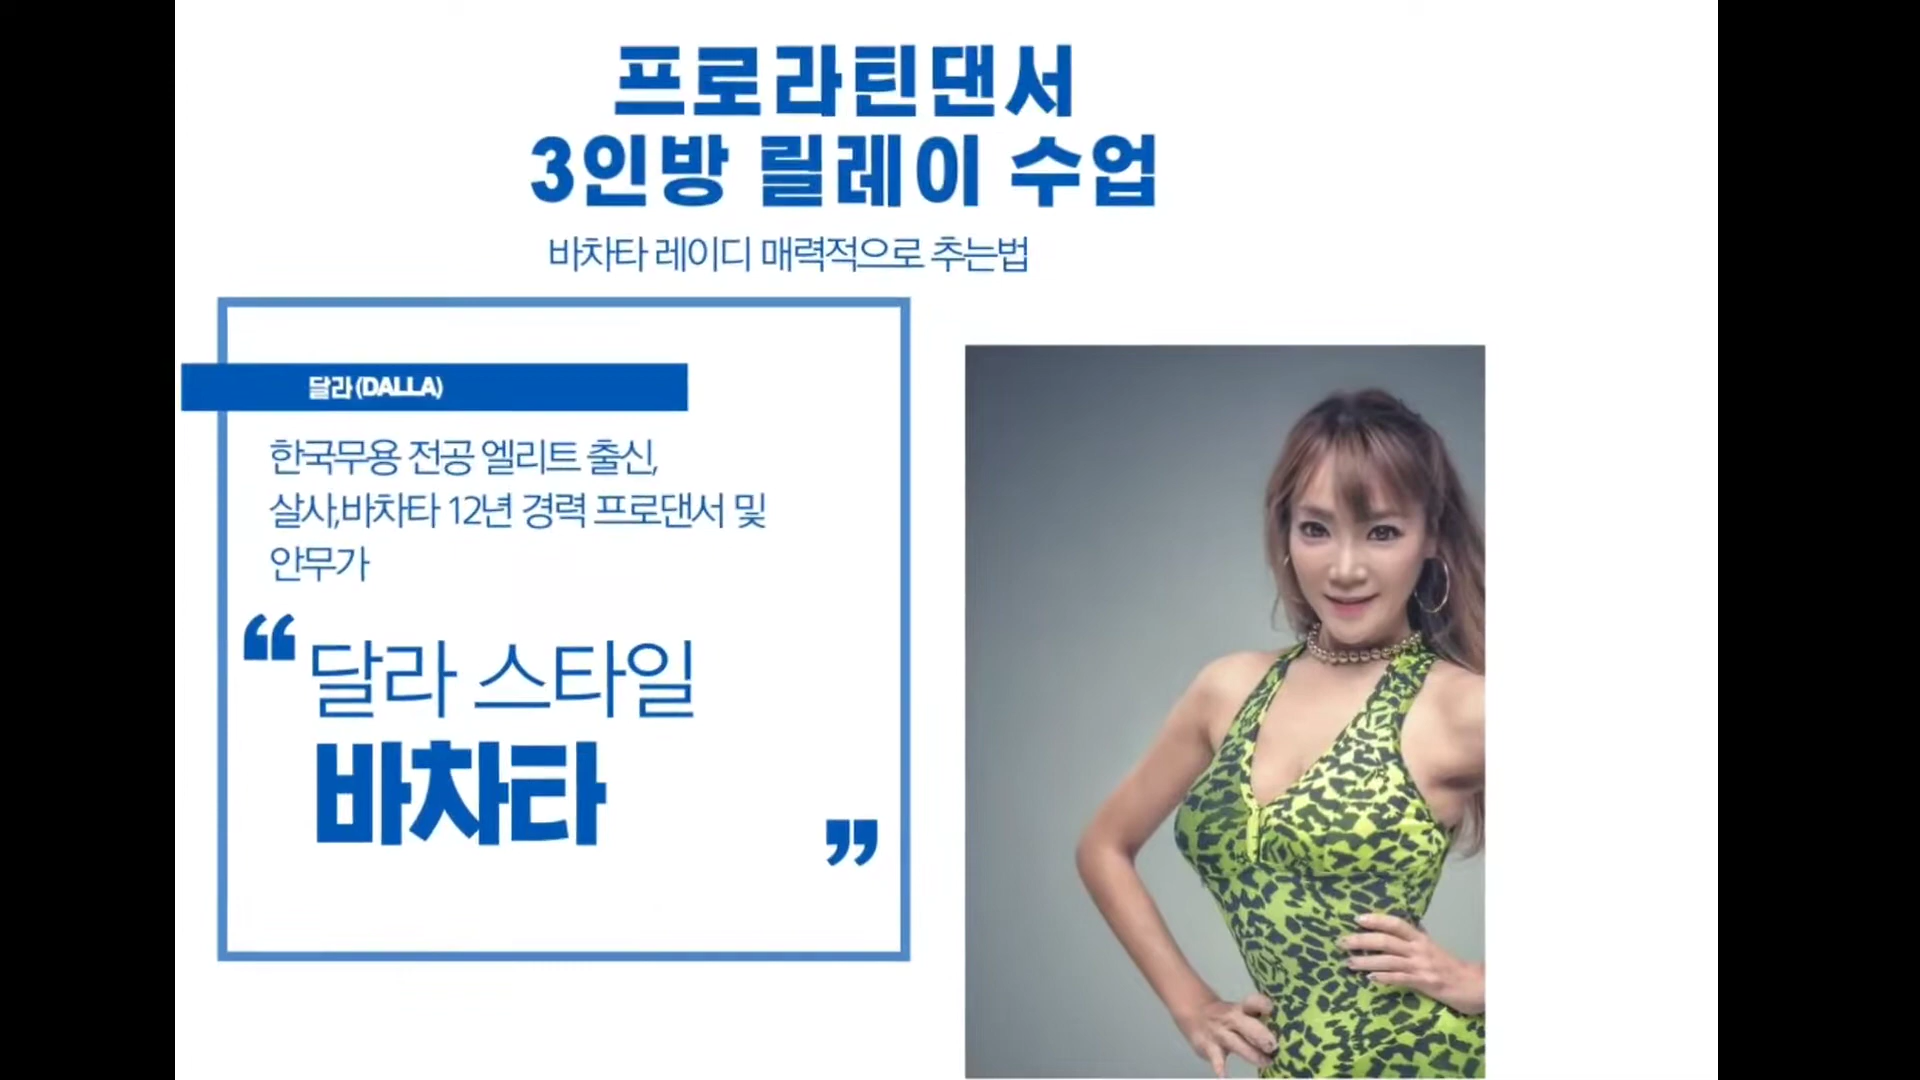 프로라틴댄서
3인방 릴레이 수업
바차타 레이디 매력적으로 추는법
달라 (DALLA)
한국무용 전공 엘리트 출신,
살사,바차타 12년 경력 프로댄서 및
안무가
“ 달라 스타일
바차타 ”